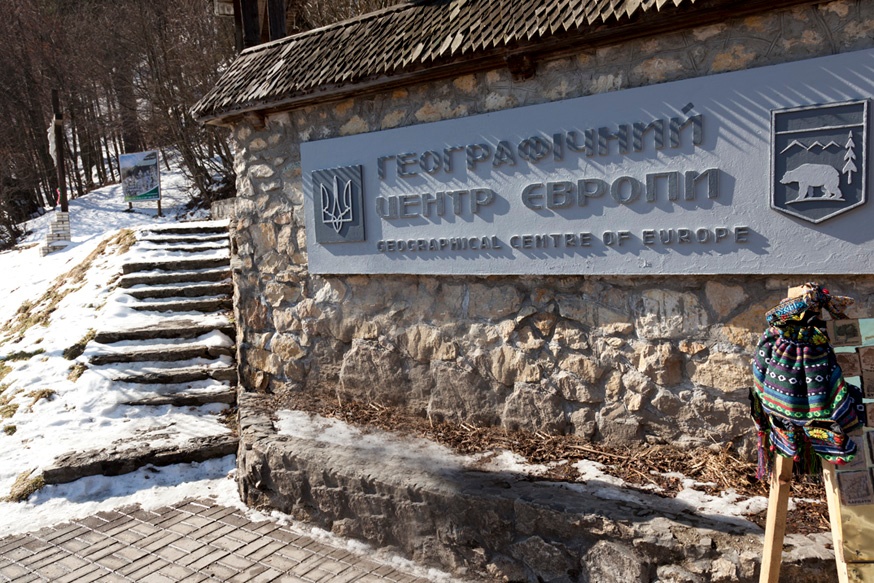 ГЕОГРАФІЧНИЙ
ЦЕНТР ЄВРОПИ
GEOGRAPHICAL CENTRE OF EUROPE